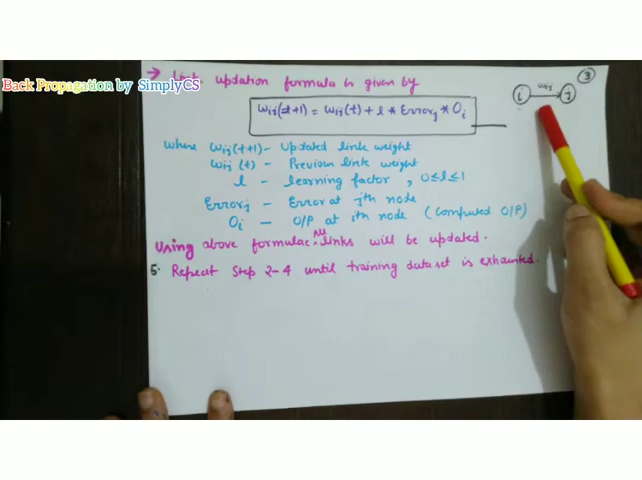 Back Propagation by SimplyCS
→ Link updation formula is given by
③
i wij j
wij(t+1) = wij(t) + l * Errorj * Oi
where wij(t+1) - Updated link weight
wij(t) - Previous link weight
l - learning factor , 0≤l≤1
Errorj - Error at jth node
Oi - O/P at ith node (Computed O/P)
Using above formulae all links will be updated.
5. Repeat Step 2-4 until training dataset is exhausted.